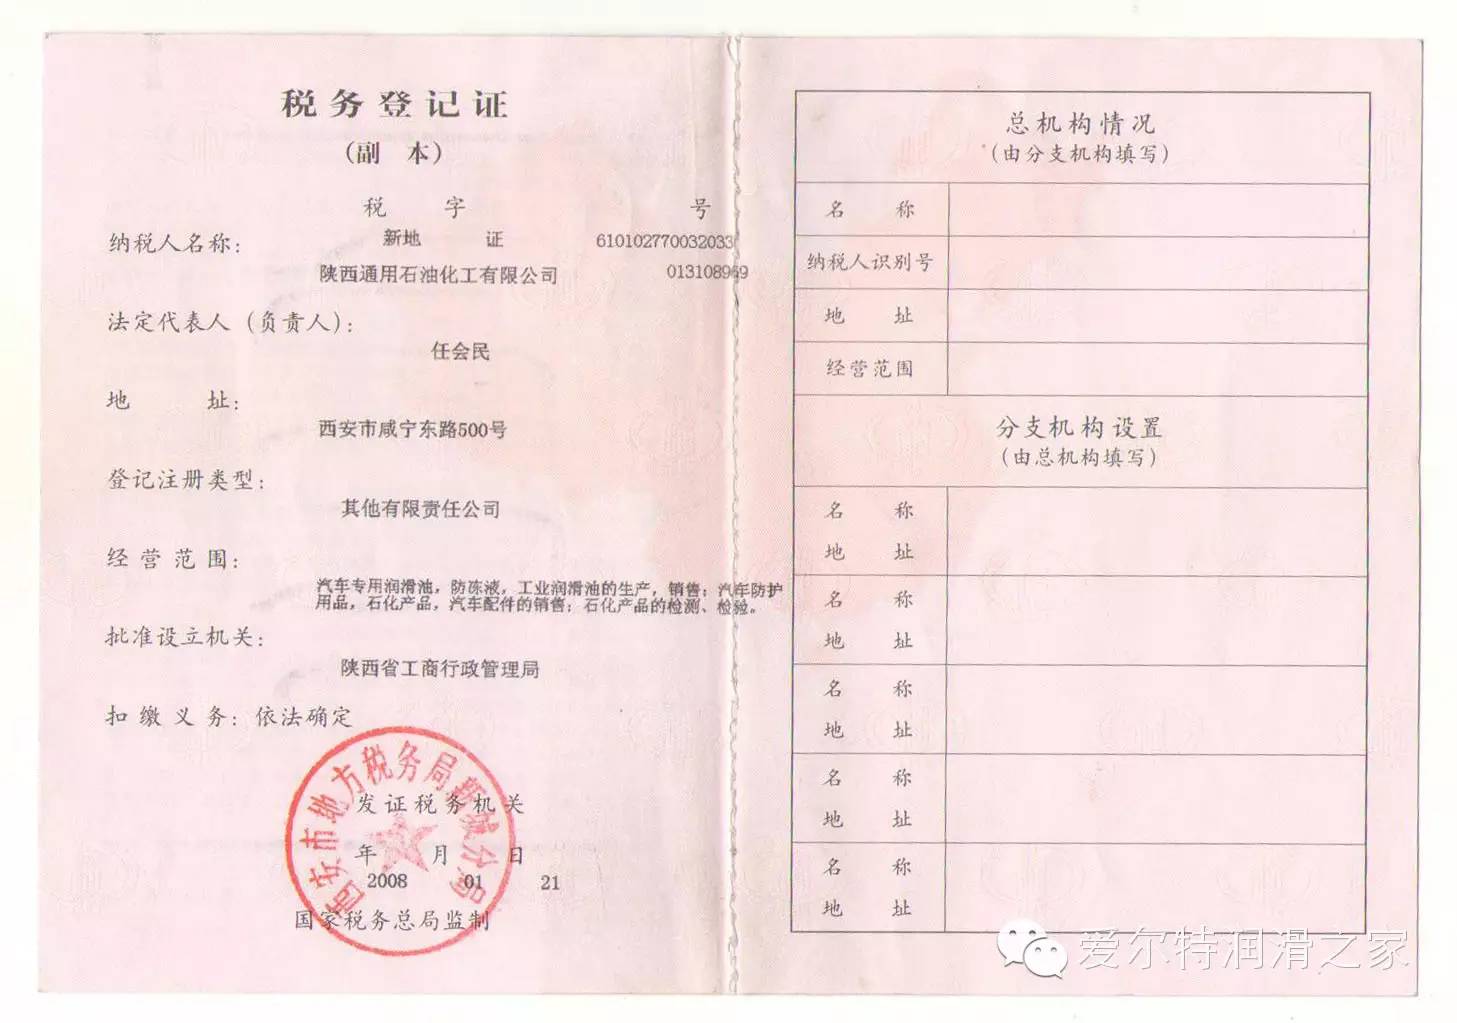 税务登记证
(副 本)
税 字 号
新地 证 610102770032033
纳税人名称:
陕西通用石油化工有限公司 013108969
法定代表人(负责人):
任会民
地 址:
西安市咸宁东路500号
登记注册类型:
其他有限责任公司
经营范围:
汽车专用润滑油,防冻液,工业润滑油的生产,销售;汽车防护
用品,石化产品,汽车配件的销售;石化产品的检测、检验。
批准设立机关:
陕西省工商行政管理局
扣缴义务:依法确定
西安市地方税务局新城分局
发证税务机关
年 月 日
2008 01 21
国家税务总局监制
总机构情况
(由分支机构填写)
名 称
纳税人识别号
地 址
经营范围
分支机构设置
(由总机构填写)
名 称
地 址
名 称
地 址
名 称
地 址
名 称
地 址
名 称
地 址
爱尔特润滑之家